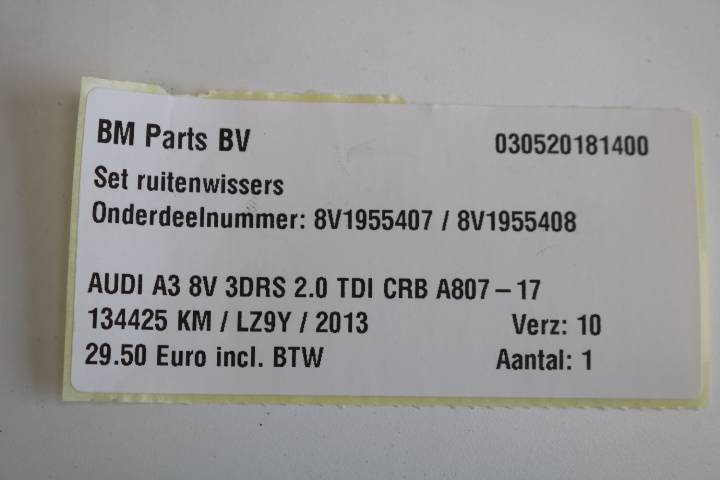 BM Parts BV 030520181400
Set ruitenwissers
Onderdeelnummer: 8V1955407 / 8V1955408
AUDI A3 8V 3DRS 2.0 TDI CRB A807 – 17
134425 KM / LZ9Y / 2013 Verz: 10
29.50 Euro incl. BTW Aantal: 1